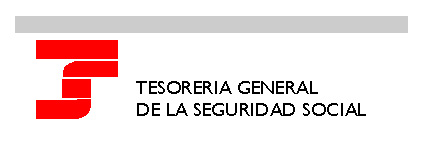 TESORERIA GENERAL
DE LA SEGURIDAD SOCIAL